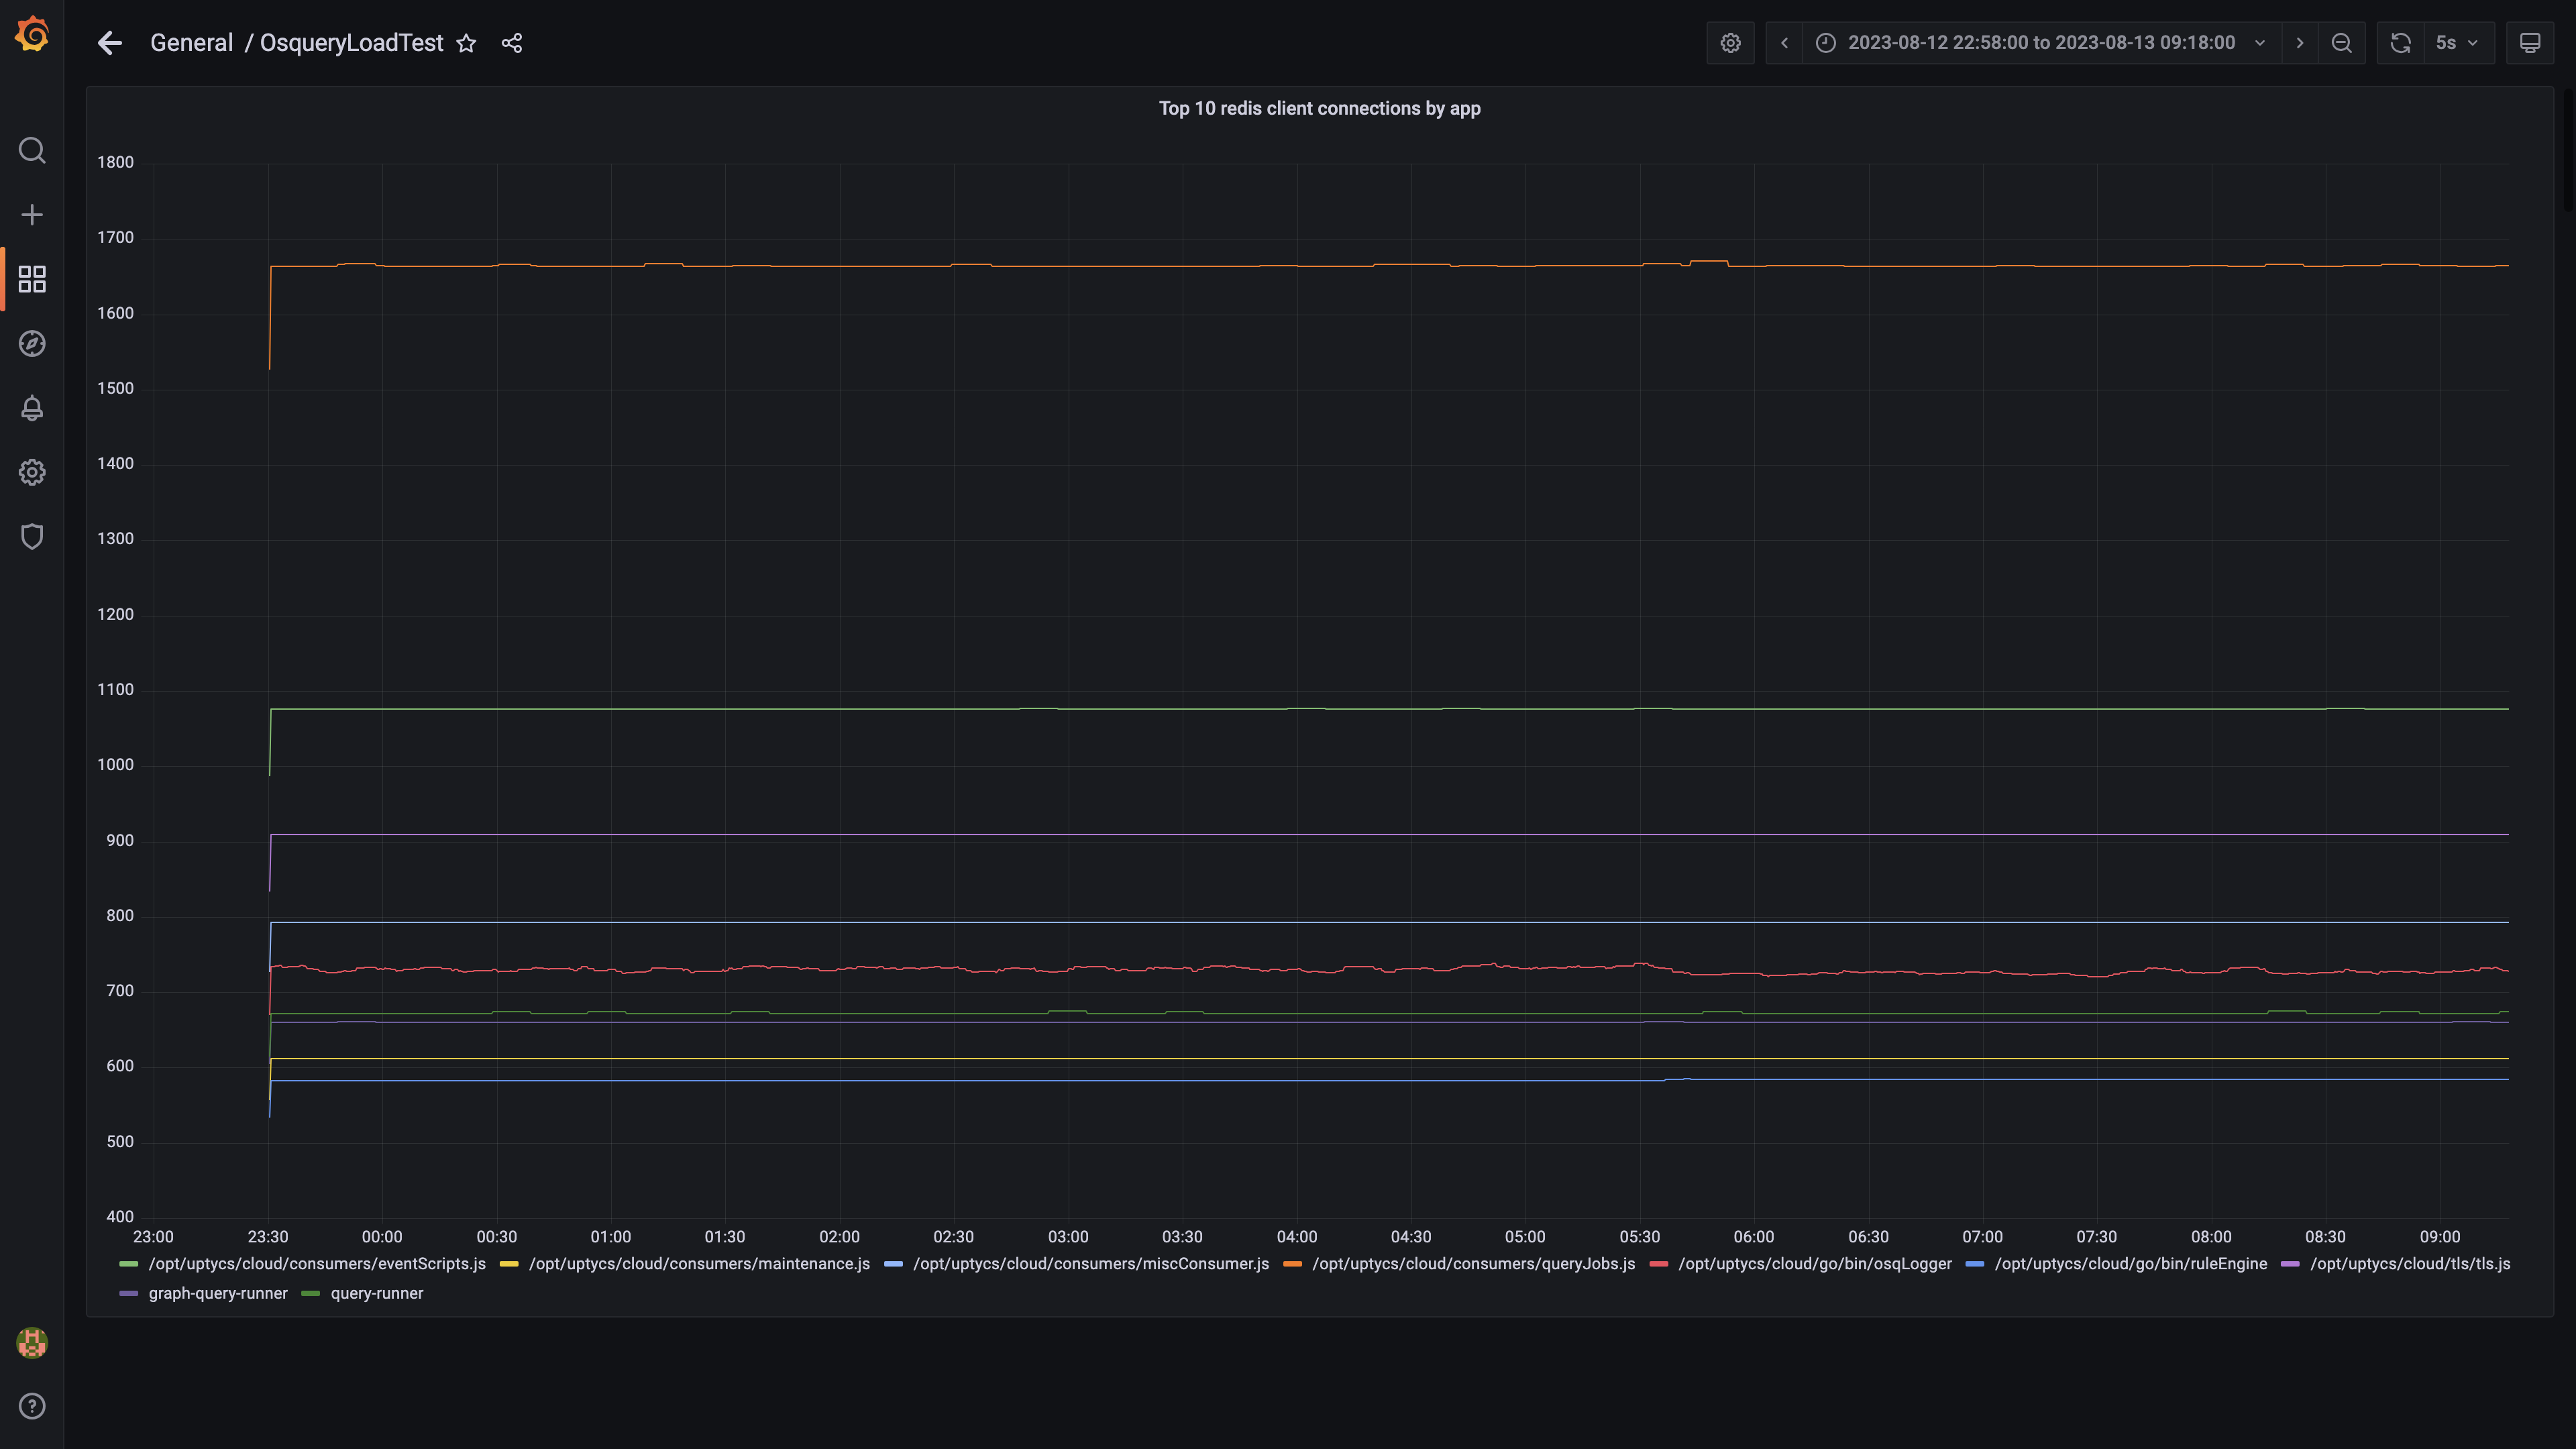 General / OsqueryLoadTest
2023-08-12 22:58:00 to 2023-08-13 09:18:00
5s
Top 10 redis client connections by app
1800
1700
1600
1500
1400
1300
1200
1100
1000
900
800
700
600
500
400
23:00 23:30 00:00 00:30 01:00 01:30 02:00 02:30 03:00 03:30 04:00 04:30 05:00 05:30 06:00 06:30 07:00 07:30 08:00 08:30 09:00
/opt/uptycs/cloud/consumers/eventScripts.js /opt/uptycs/cloud/consumers/maintenance.js /opt/uptycs/cloud/consumers/miscConsumer.js /opt/uptycs/cloud/consumers/queryJobs.js /opt/uptycs/cloud/go/bin/osqLogger /opt/uptycs/cloud/go/bin/ruleEngine /opt/uptycs/cloud/tls/tls.js
graph-query-runner query-runner